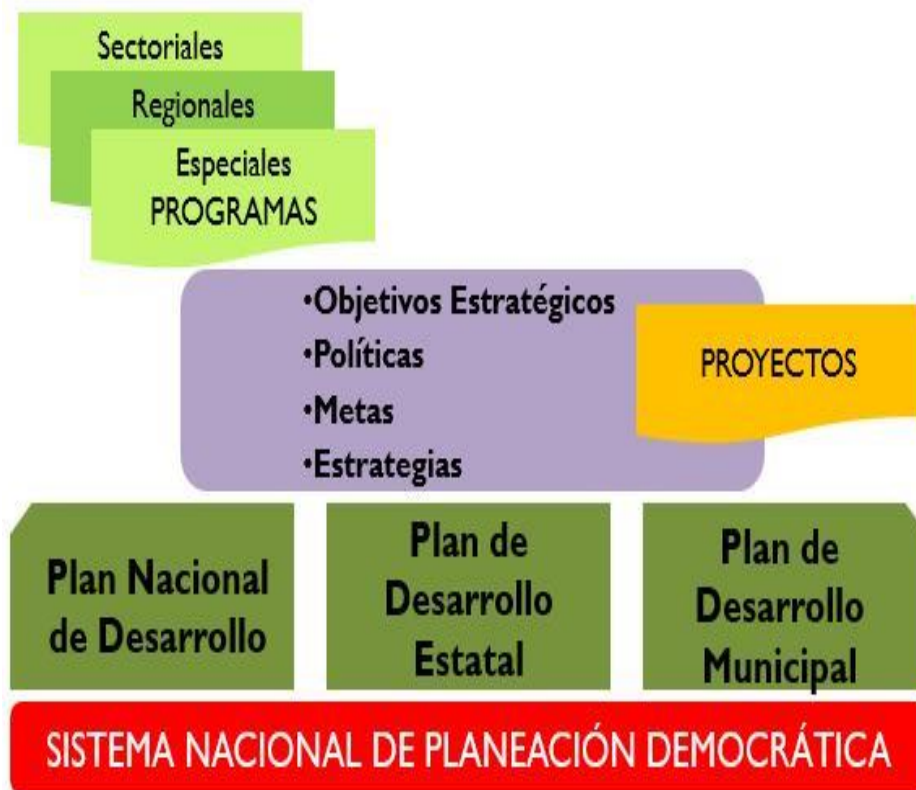 Sectoriales
Regionales
Especiales
PROGRAMAS
•Objetivos Estratégicos
•Políticas
•Metas
•Estrategias
PROYECTOS
Plan Nacional
de Desarrollo
Plan de
Desarrollo
Estatal
Plan de
Desarrollo
Municipal
SISTEMA NACIONAL DE PLANEACIÓN DEMOCRÁTICA